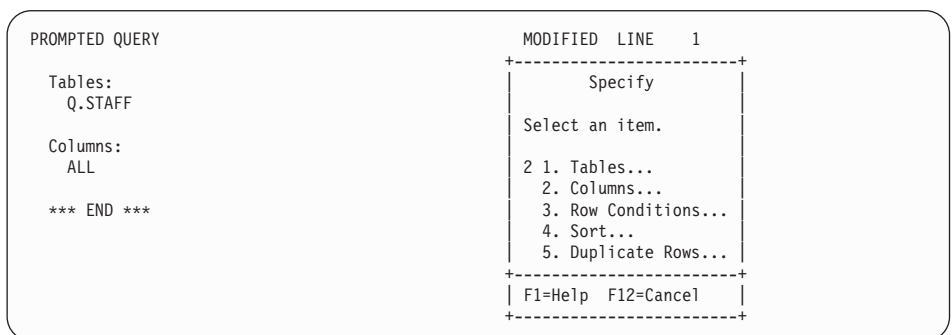 PROMPTED QUERY MODIFIED LINE 1
Tables:
Q.STAFF
Columns:
ALL
*** END ***
+-------------------------+
| Specify |
| Select an item. |
| 2 1. Tables... |
| 2. Columns... |
| 3. Row Conditions... |
| 4. Sort... |
| 5. Duplicate Rows... |
+-------------------------+
| F1=Help F12=Cancel |
+-------------------------+